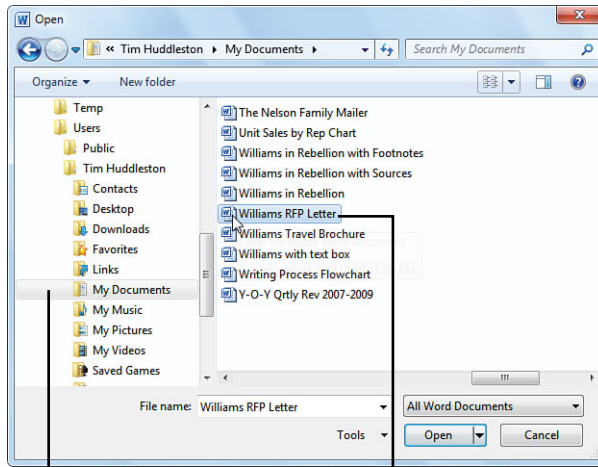 Open
« Tim Huddleston ▸ My Documents ▸
Search My Documents
Organize
New folder
Temp
Users
Public
Tim Huddleston
Contacts
Desktop
Downloads
Favorites
Links
My Documents
My Music
My Pictures
My Videos
Saved Games
The Nelson Family Mailer
Unit Sales by Rep Chart
Williams in Rebellion with Footnotes
Williams in Rebellion with Sources
Williams in Rebellion
Williams RFP Letter
Williams Travel Brochure
Williams with text box
Writing Process Flowchart
Y-O-Y Qrtly Rev 2007-2009
File name: Williams RFP Letter
All Word Documents
Tools
Open
Cancel